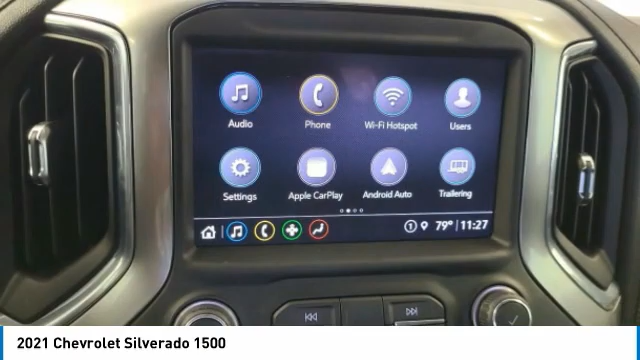 Audio
Phone
Wi-Fi Hotspot
Users
Settings
Apple CarPlay
Android Auto
Trailering
1 79° 11:27
2021 Chevrolet Silverado 1500